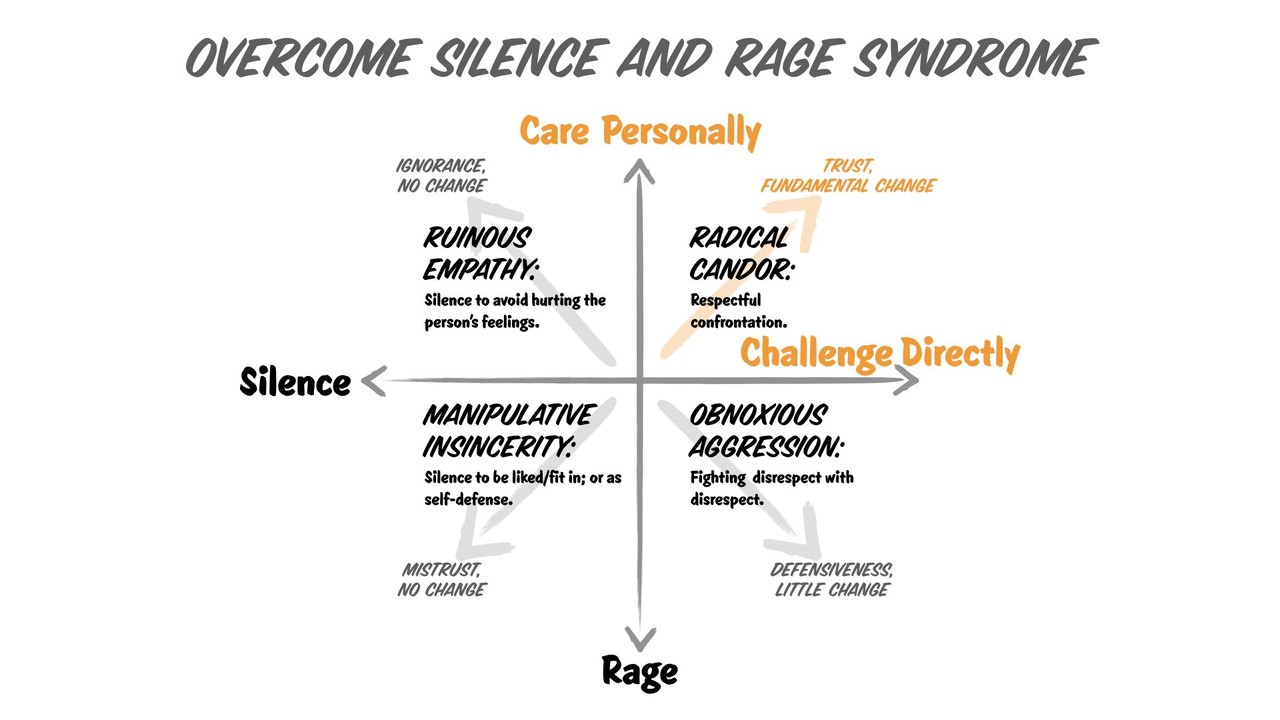 OVERCOME SILENCE AND RAGE SYNDROME
Care Personally
IGNORANCE,
NO CHANGE
TRUST,
FUNDAMENTAL CHANGE
RUINOUS
EMPATHY:
Silence to avoid hurting the
person's feelings.
RADICAL
CANDOR:
Respectful
confrontation.
Challenge Directly
Silence
MANIPULATIVE
INSINCERITY:
Silence to be liked/fit in; or as
self-defense.
OBNOXIOUS
AGGRESSION:
Fighting disrespect with
disrespect.
MISTRUST,
NO CHANGE
DEFENSIVENESS,
LITTLE CHANGE
Rage